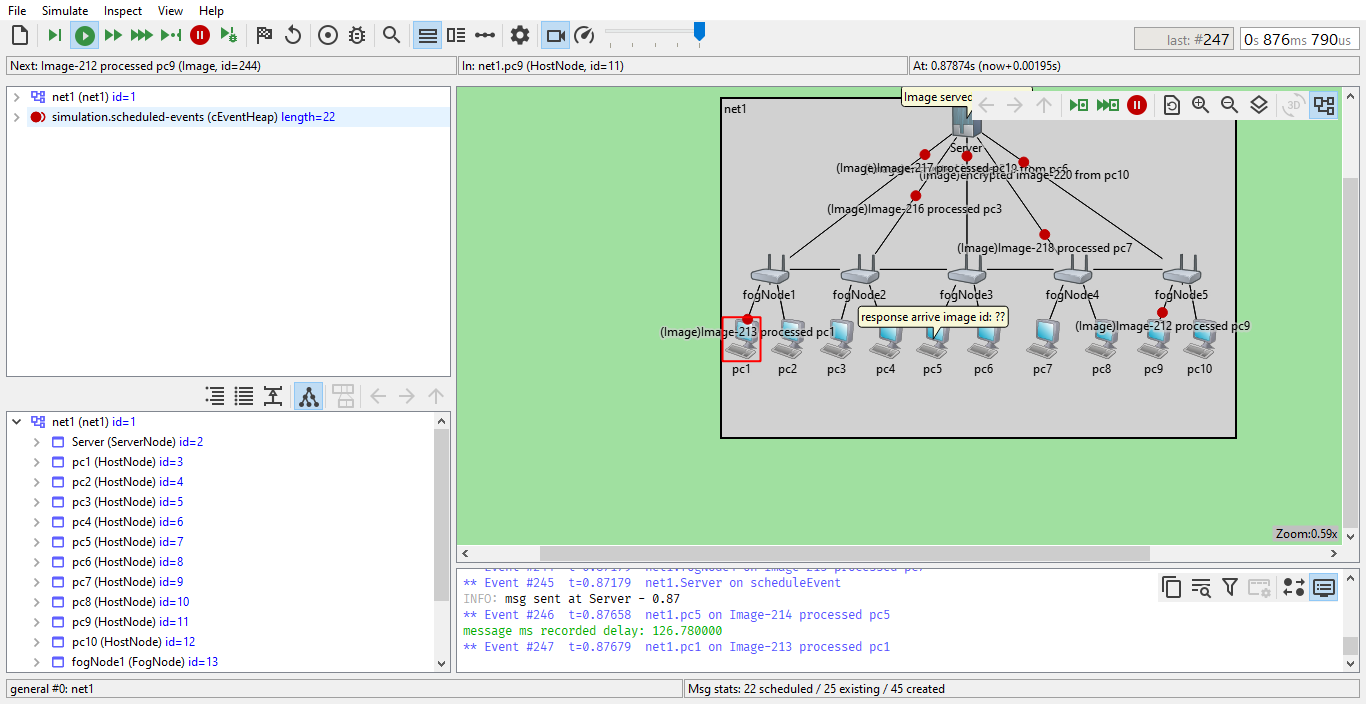 File Simulate Inspect View Help
last: #247
0s 876ms 790us
Next: Image-212 processed pc9 (Image, id=244)
In: net1.pc9 (HostNode, id=11)
At: 0.87874s (now+0.00195s)
net1 (net1) id=1
simulation.scheduled-events (cEventHeap) length=22
net1 (net1) id=1
Server (ServerNode) id=2
pc1 (HostNode) id=3
pc2 (HostNode) id=4
pc3 (HostNode) id=5
pc4 (HostNode) id=6
pc5 (HostNode) id=7
pc6 (HostNode) id=8
pc7 (HostNode) id=9
pc8 (HostNode) id=10
pc9 (HostNode) id=11
pc10 (HostNode) id=12
fogNode1 (FogNode) id=13
Image served
3D
net1
Server
(Image)Image-217 processed pc1
from pc6
(Image)encrypted image-220 from pc10
(Image)Image-216 processed pc3
(Image)Image-218 processed pc7
fogNode1 fogNode2 fogNode3 fogNode4 fogNode5
response arrive image id: ??
(Image)Image-213 processed pc1
(Image)Image-212 processed pc9
pc1 pc2 pc3 pc4 pc5 pc6 pc7 pc8 pc9 pc10
Zoom:0.59x
** Event #245 t=0.87179 net1.Server on scheduleEvent
INFO: msg sent at Server - 0.87
** Event #246 t=0.87658 net1.pc5 on Image-214 processed pc5
message ms recorded delay: 126.780000
** Event #247 t=0.87679 net1.pc1 on Image-213 processed pc1
general #0: net1
Msg stats: 22 scheduled / 25 existing / 45 created